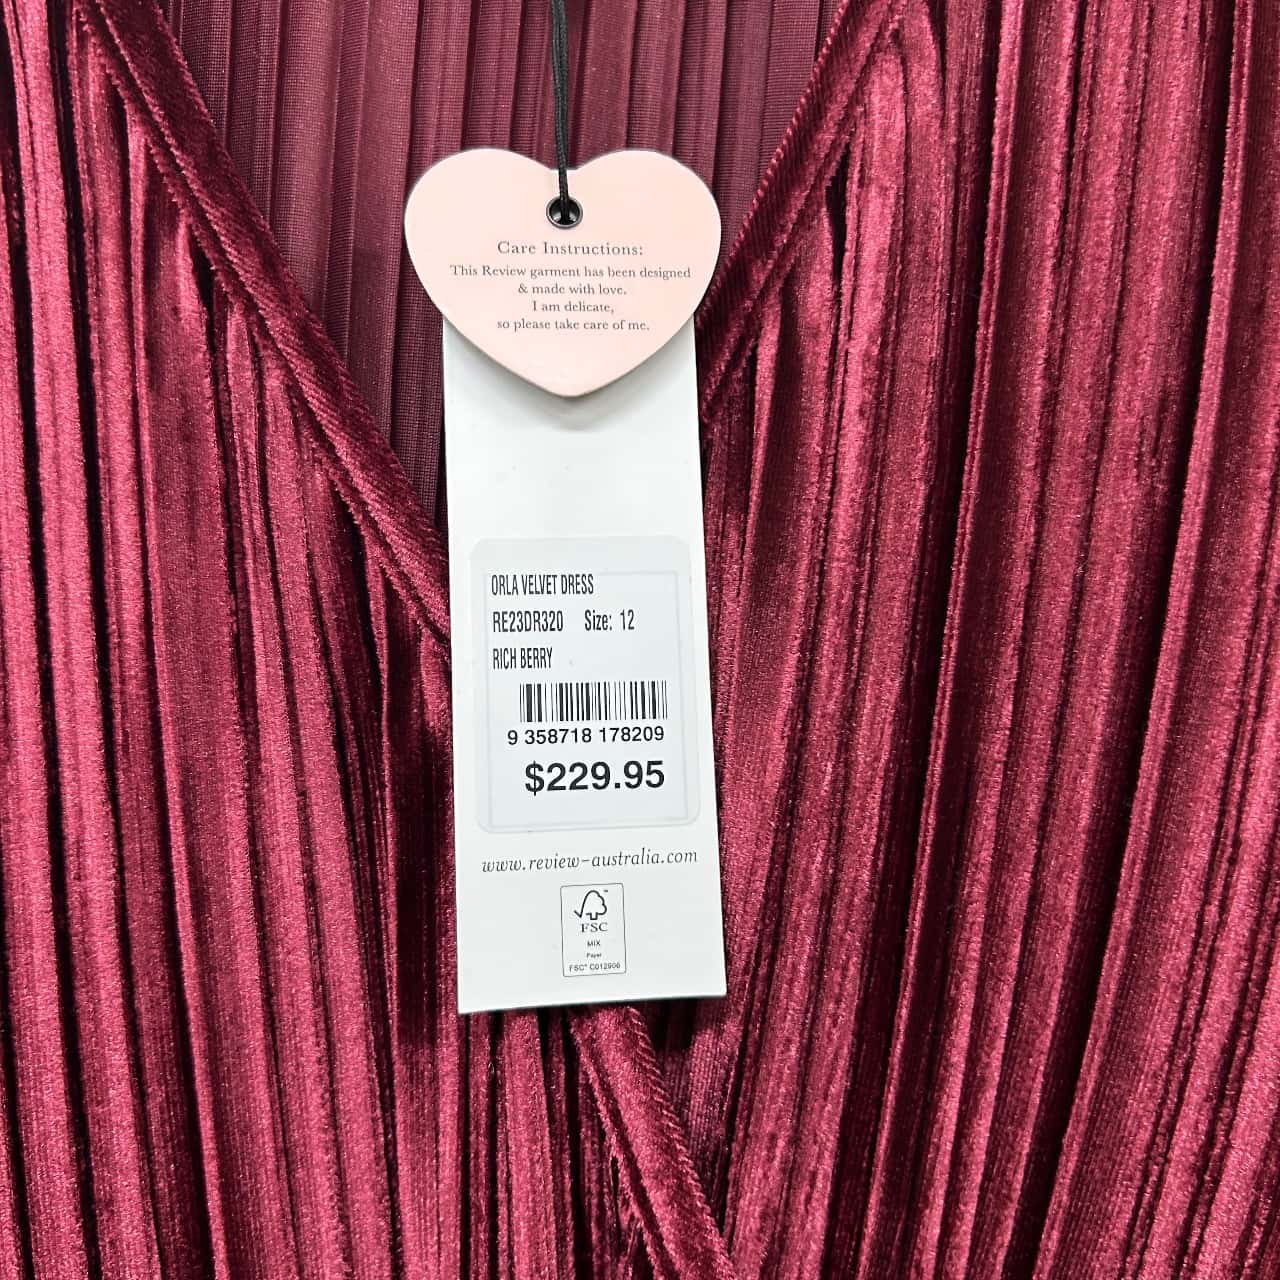 Care Instructions:
This Review garment has been designed
& made with love.
I am delicate,
so please take care of me.
ORLA VELVET DRESS
RE23DR320 Size: 12
RICH BERRY
9 358718 178209
$229.95
www.review-australia.com
FSC
MIX
Paper
FSC® C012906